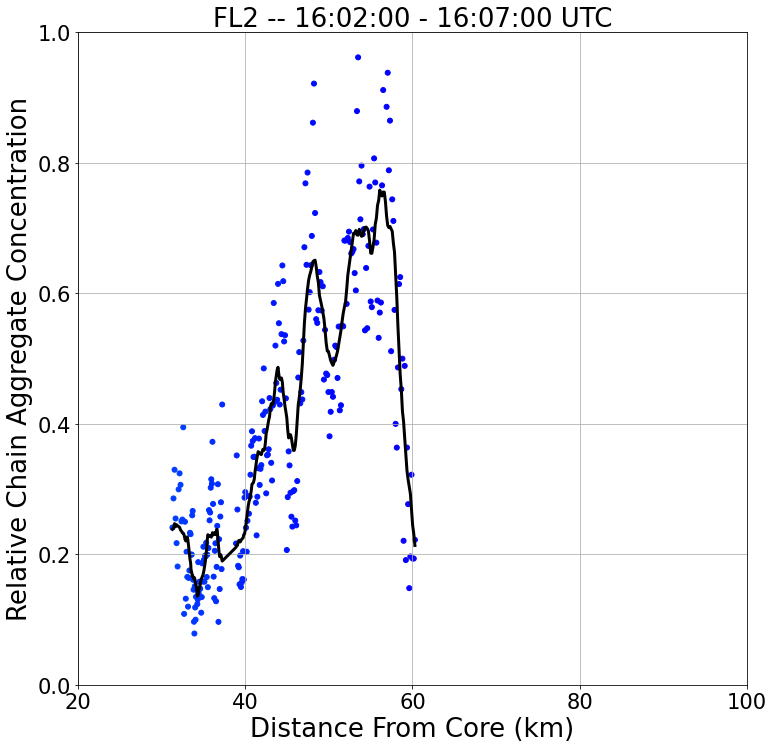 FL2 -- 16:02:00 - 16:07:00 UTC
Relative Chain Aggregate Concentration
1.0
0.8
0.6
0.4
0.2
0.0
20 40 60 80 100
Distance From Core (km)